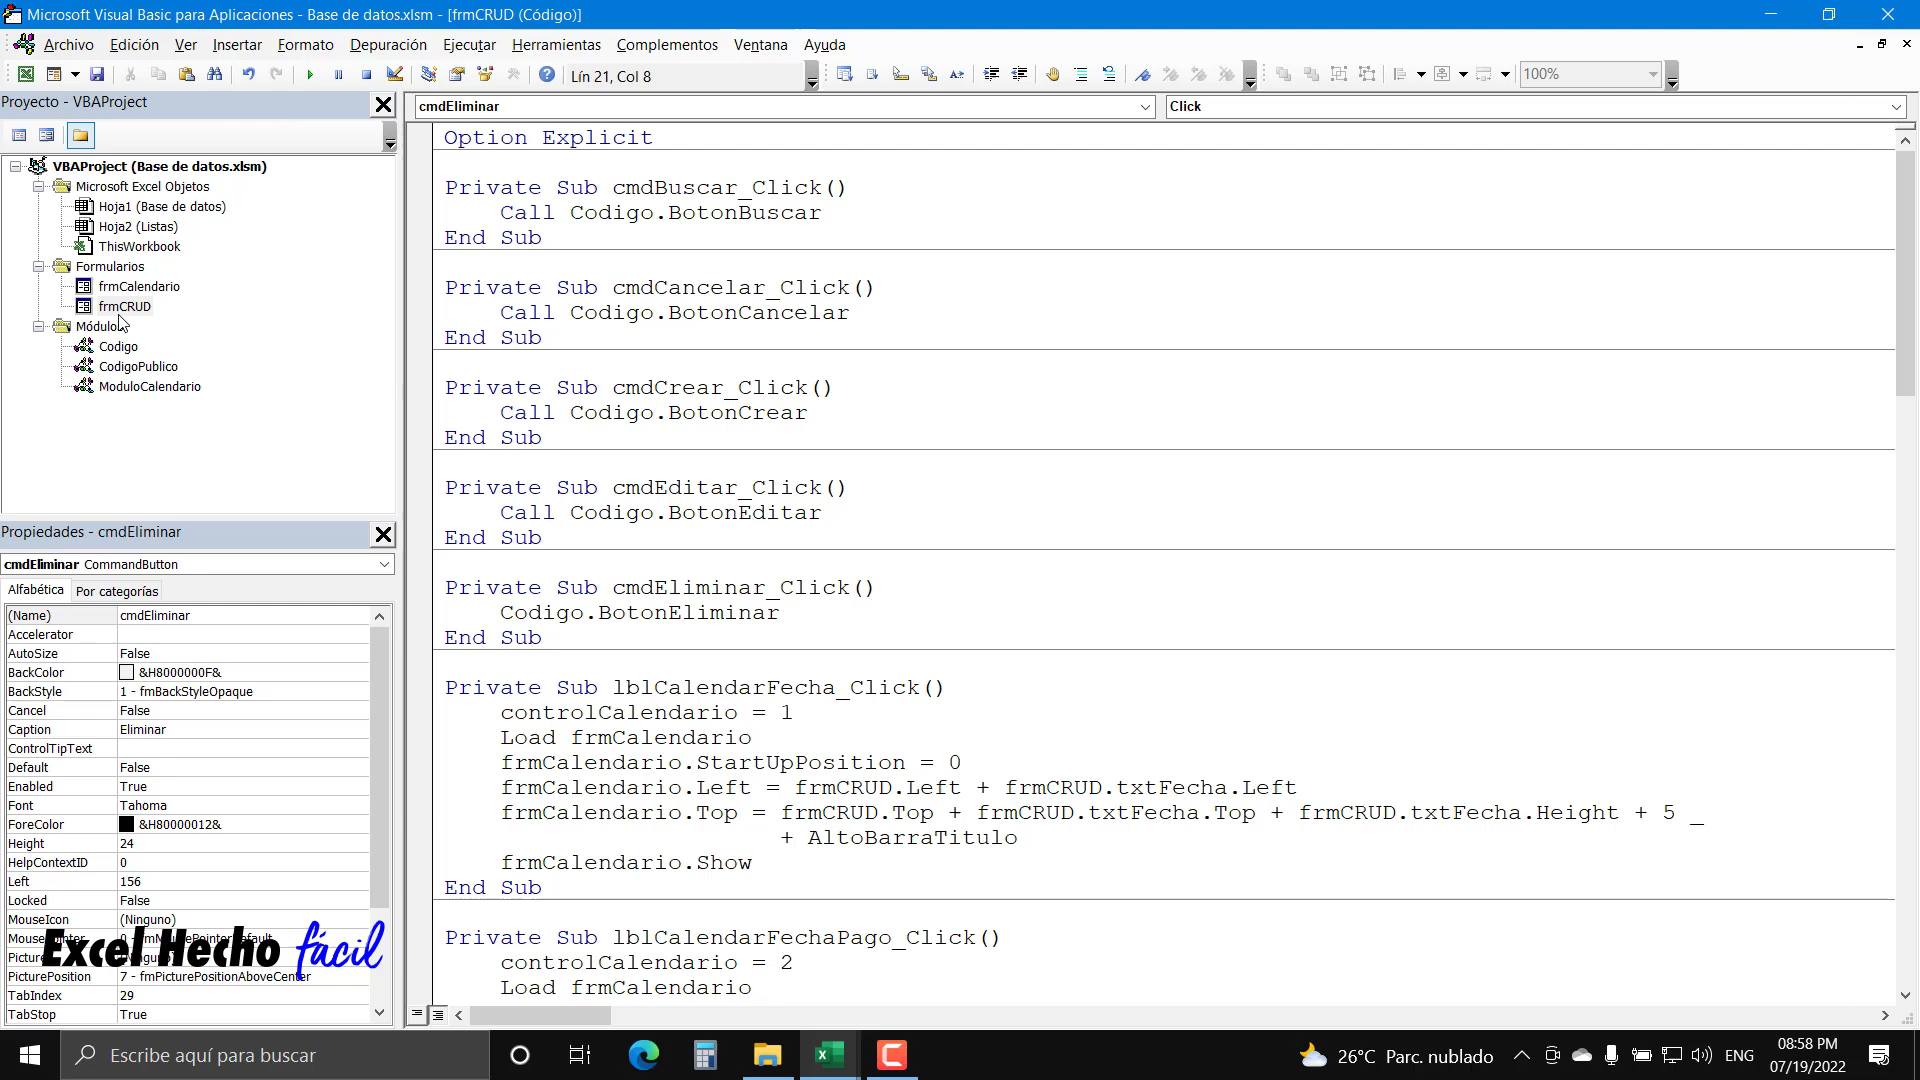 Microsoft Visual Basic para Aplicaciones - Base de datos.xlsm - [frmCRUD (Código)]
Archivo Edición Ver Insertar Formato Depuración Ejecutar Herramientas Complementos Ventana Ayuda
Lín 21, Col 8
100%
Proyecto - VBAProject
VBAProject (Base de datos.xlsm)
Microsoft Excel Objetos
Hoja1 (Base de datos)
Hoja2 (Listas)
ThisWorkbook
Formularios
frmCalendario
frmCRUD
Módulos
Codigo
CodigoPublico
ModuloCalendario
Propiedades - cmdEliminar
cmdEliminar CommandButton
Alfabética Por categorías
(Name) cmdEliminar
Accelerator
AutoSize False
BackColor &H8000000F&
BackStyle 1 - fmBackStyleOpaque
Cancel False
Caption Eliminar
ControlTipText
Default False
Enabled True
Font Tahoma
ForeColor &H80000012&
Height 24
HelpContextID 0
Left 156
Locked False
MouseIcon (Ninguno)
PicturePosition 7 - fmPicturePositionAboveCenter
TabIndex 29
TabStop True
Excel Hecho fácil
cmdEliminar Click
Option Explicit
Private Sub cmdBuscar_Click()
Call Codigo.BotonBuscar
End Sub
Private Sub cmdCancelar_Click()
Call Codigo.BotonCancelar
End Sub
Private Sub cmdCrear_Click()
Call Codigo.BotonCrear
End Sub
Private Sub cmdEditar_Click()
Call Codigo.BotonEditar
End Sub
Private Sub cmdEliminar_Click()
Codigo.BotonEliminar
End Sub
Private Sub lblCalendarFecha_Click()
controlCalendario = 1
Load frmCalendario
frmCalendario.StartUpPosition = 0
frmCalendario.Left = frmCRUD.Left + frmCRUD.txtFecha.Left
frmCalendario.Top = frmCRUD.Top + frmCRUD.txtFecha.Top + frmCRUD.txtFecha.Height + 5 _
+ AltoBarraTitulo
frmCalendario.Show
End Sub
Private Sub lblCalendarFechaPago_Click()
controlCalendario = 2
Load frmCalendario
Escribe aquí para buscar
26°C Parc. nublado
ENG
08:58 PM
07/19/2022